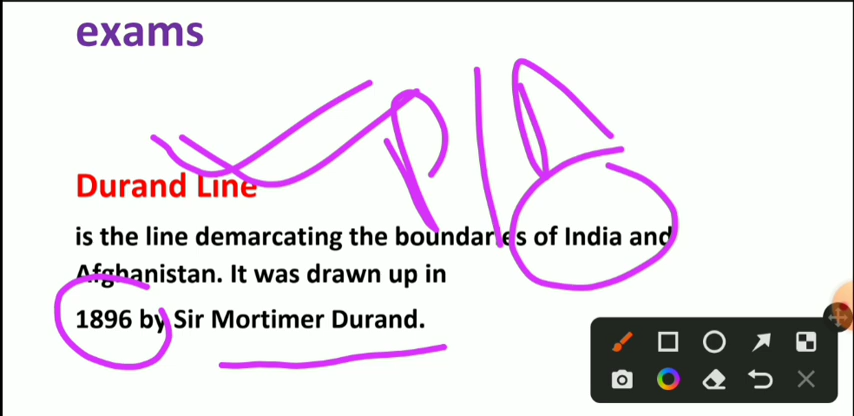 exams
Durand Line
is the line demarcating the boundaries of India and
Afghanistan. It was drawn up in
1896 by Sir Mortimer Durand.